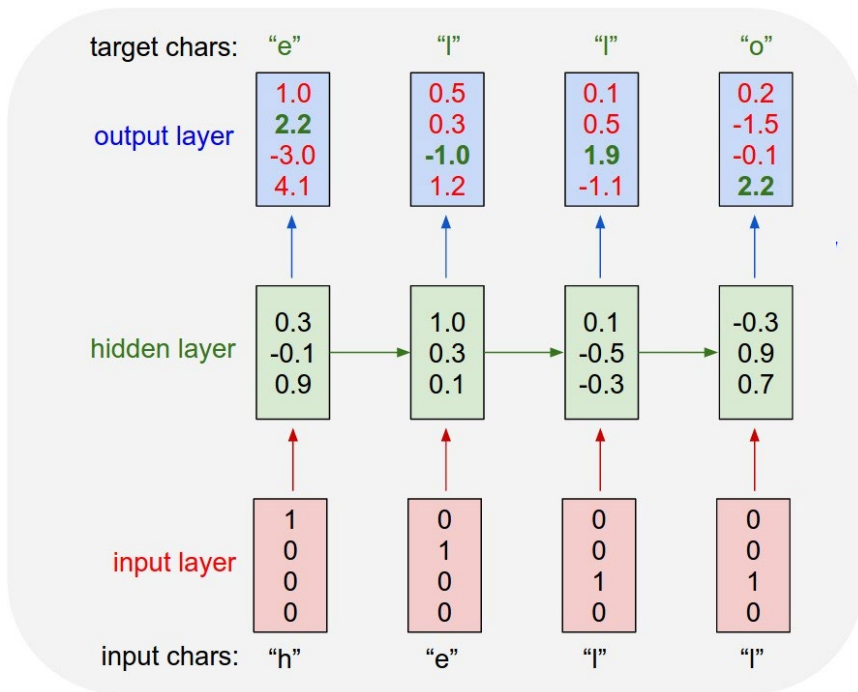 target chars: “e” “l” “l” “o”
1.0 0.5 0.1 0.2
2.2 0.3 0.5 -1.5
output layer
-3.0 -1.0 1.9 -0.1
4.1 1.2 -1.1 2.2
0.3 1.0 0.1 -0.3
hidden layer -0.1 0.3 -0.5 0.9
0.9 0.1 -0.3 0.7
1 0 0 0
0 1 0 0
input layer
0 0 1 1
0 0 0 0
input chars: “h” “e” “l” “l”